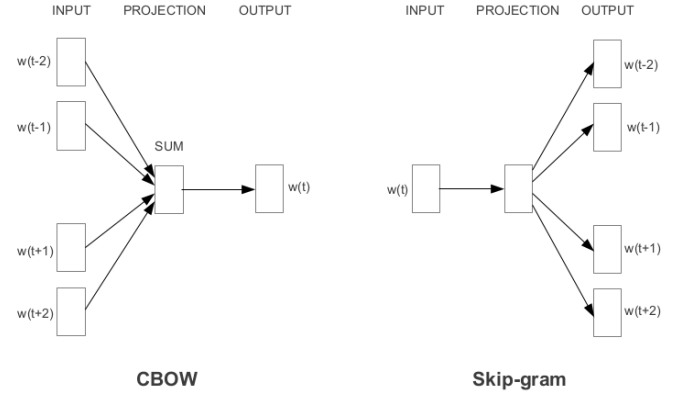 INPUT PROJECTION OUTPUT
w(t-2)
w(t-1)
SUM
w(t)
w(t+1)
w(t+2)
CBOW
INPUT PROJECTION OUTPUT
w(t-2)
w(t-1)
w(t)
w(t+1)
w(t+2)
Skip-gram